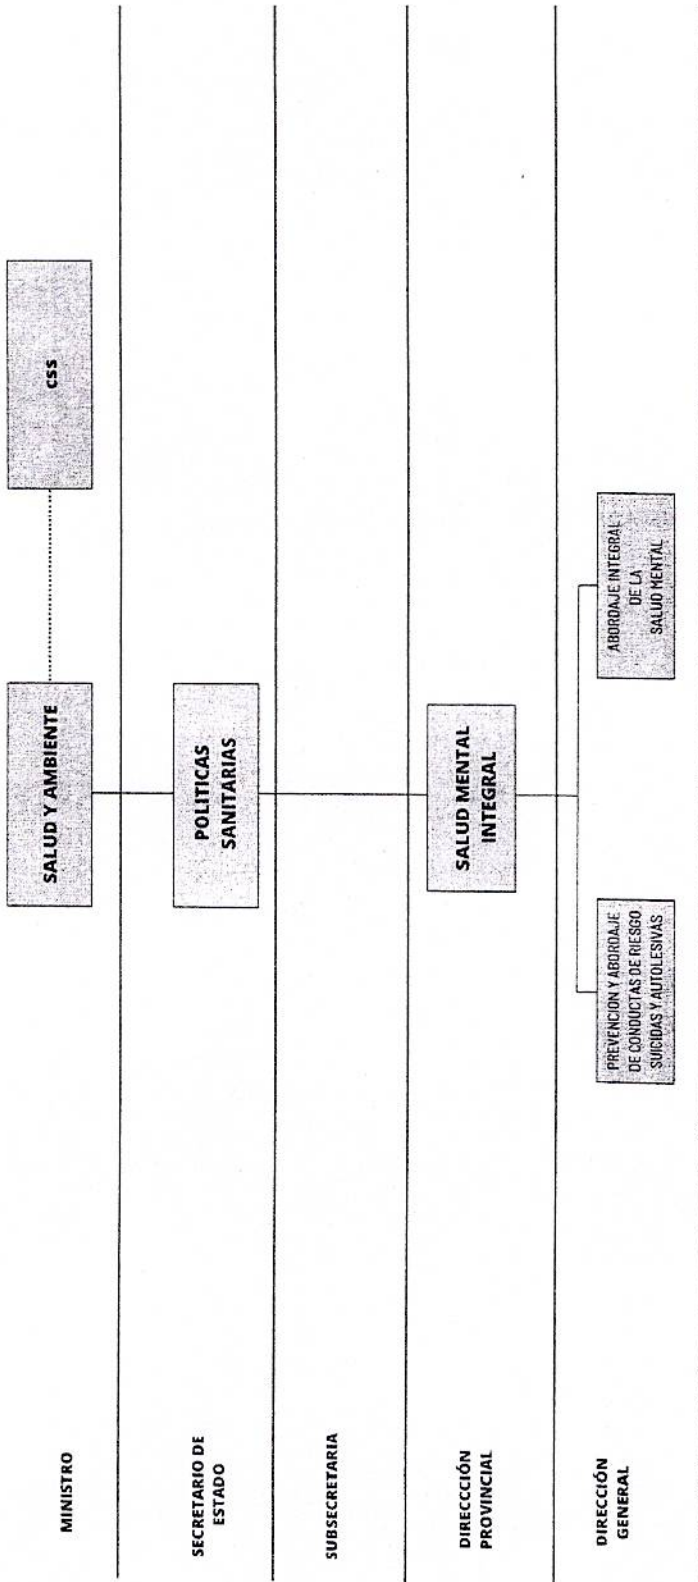 MINISTRO
SALUD Y AMBIENTE
CSS
SECRETARIO DE
ESTADO
POLITICAS
SANITARIAS
SUBSECRETARIA
DIRECCCIÓN
PROVINCIAL
SALUD MENTAL
INTEGRAL
DIRECCIÓN
GENERAL
PREVENCION Y ABORDAJE
DE CONDUCTAS DE RIESGO,
SUICIDAS Y AUTOLESIVAS
ABORDAJE INTEGRAL
DE LA
SALUD MENTAL